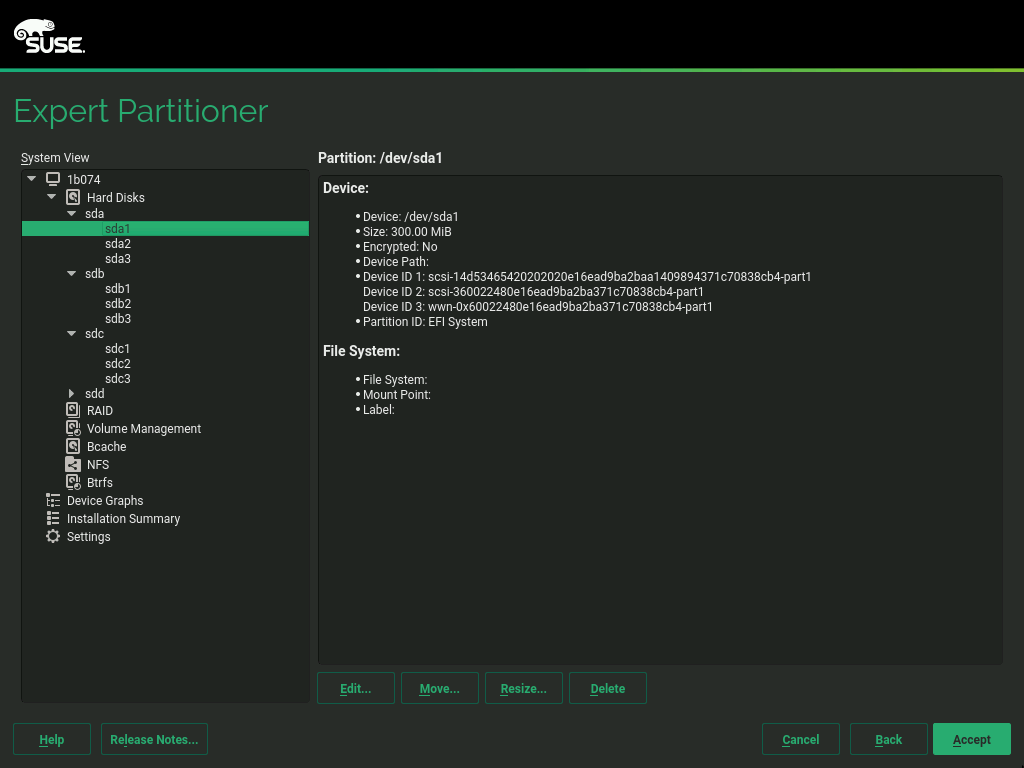 SUSE
Expert Partitioner
System View
1b074
Hard Disks
sda
sda1
sda2
sda3
sdb
sdb1
sdb2
sdb3
sdc
sdc1
sdc2
sdc3
sdd
RAID
Volume Management
Bcache
NFS
Btrfs
Device Graphs
Installation Summary
Settings
Partition: /dev/sda1
Device:
• Device: /dev/sda1
• Size: 300.00 MiB
• Encrypted: No
• Device Path:
• Device ID 1: scsi-14d53465420202020e16ead9ba2baa1409894371c70838cb4-part1
Device ID 2: scsi-360022480e16ead9ba2ba371c70838cb4-part1
Device ID 3: wwn-0x60022480e16ead9ba2ba371c70838cb4-part1
• Partition ID: EFI System
File System:
• File System:
• Mount Point:
• Label:
Edit...
Move...
Resize...
Delete
Help
Release Notes...
Cancel
Back
Accept